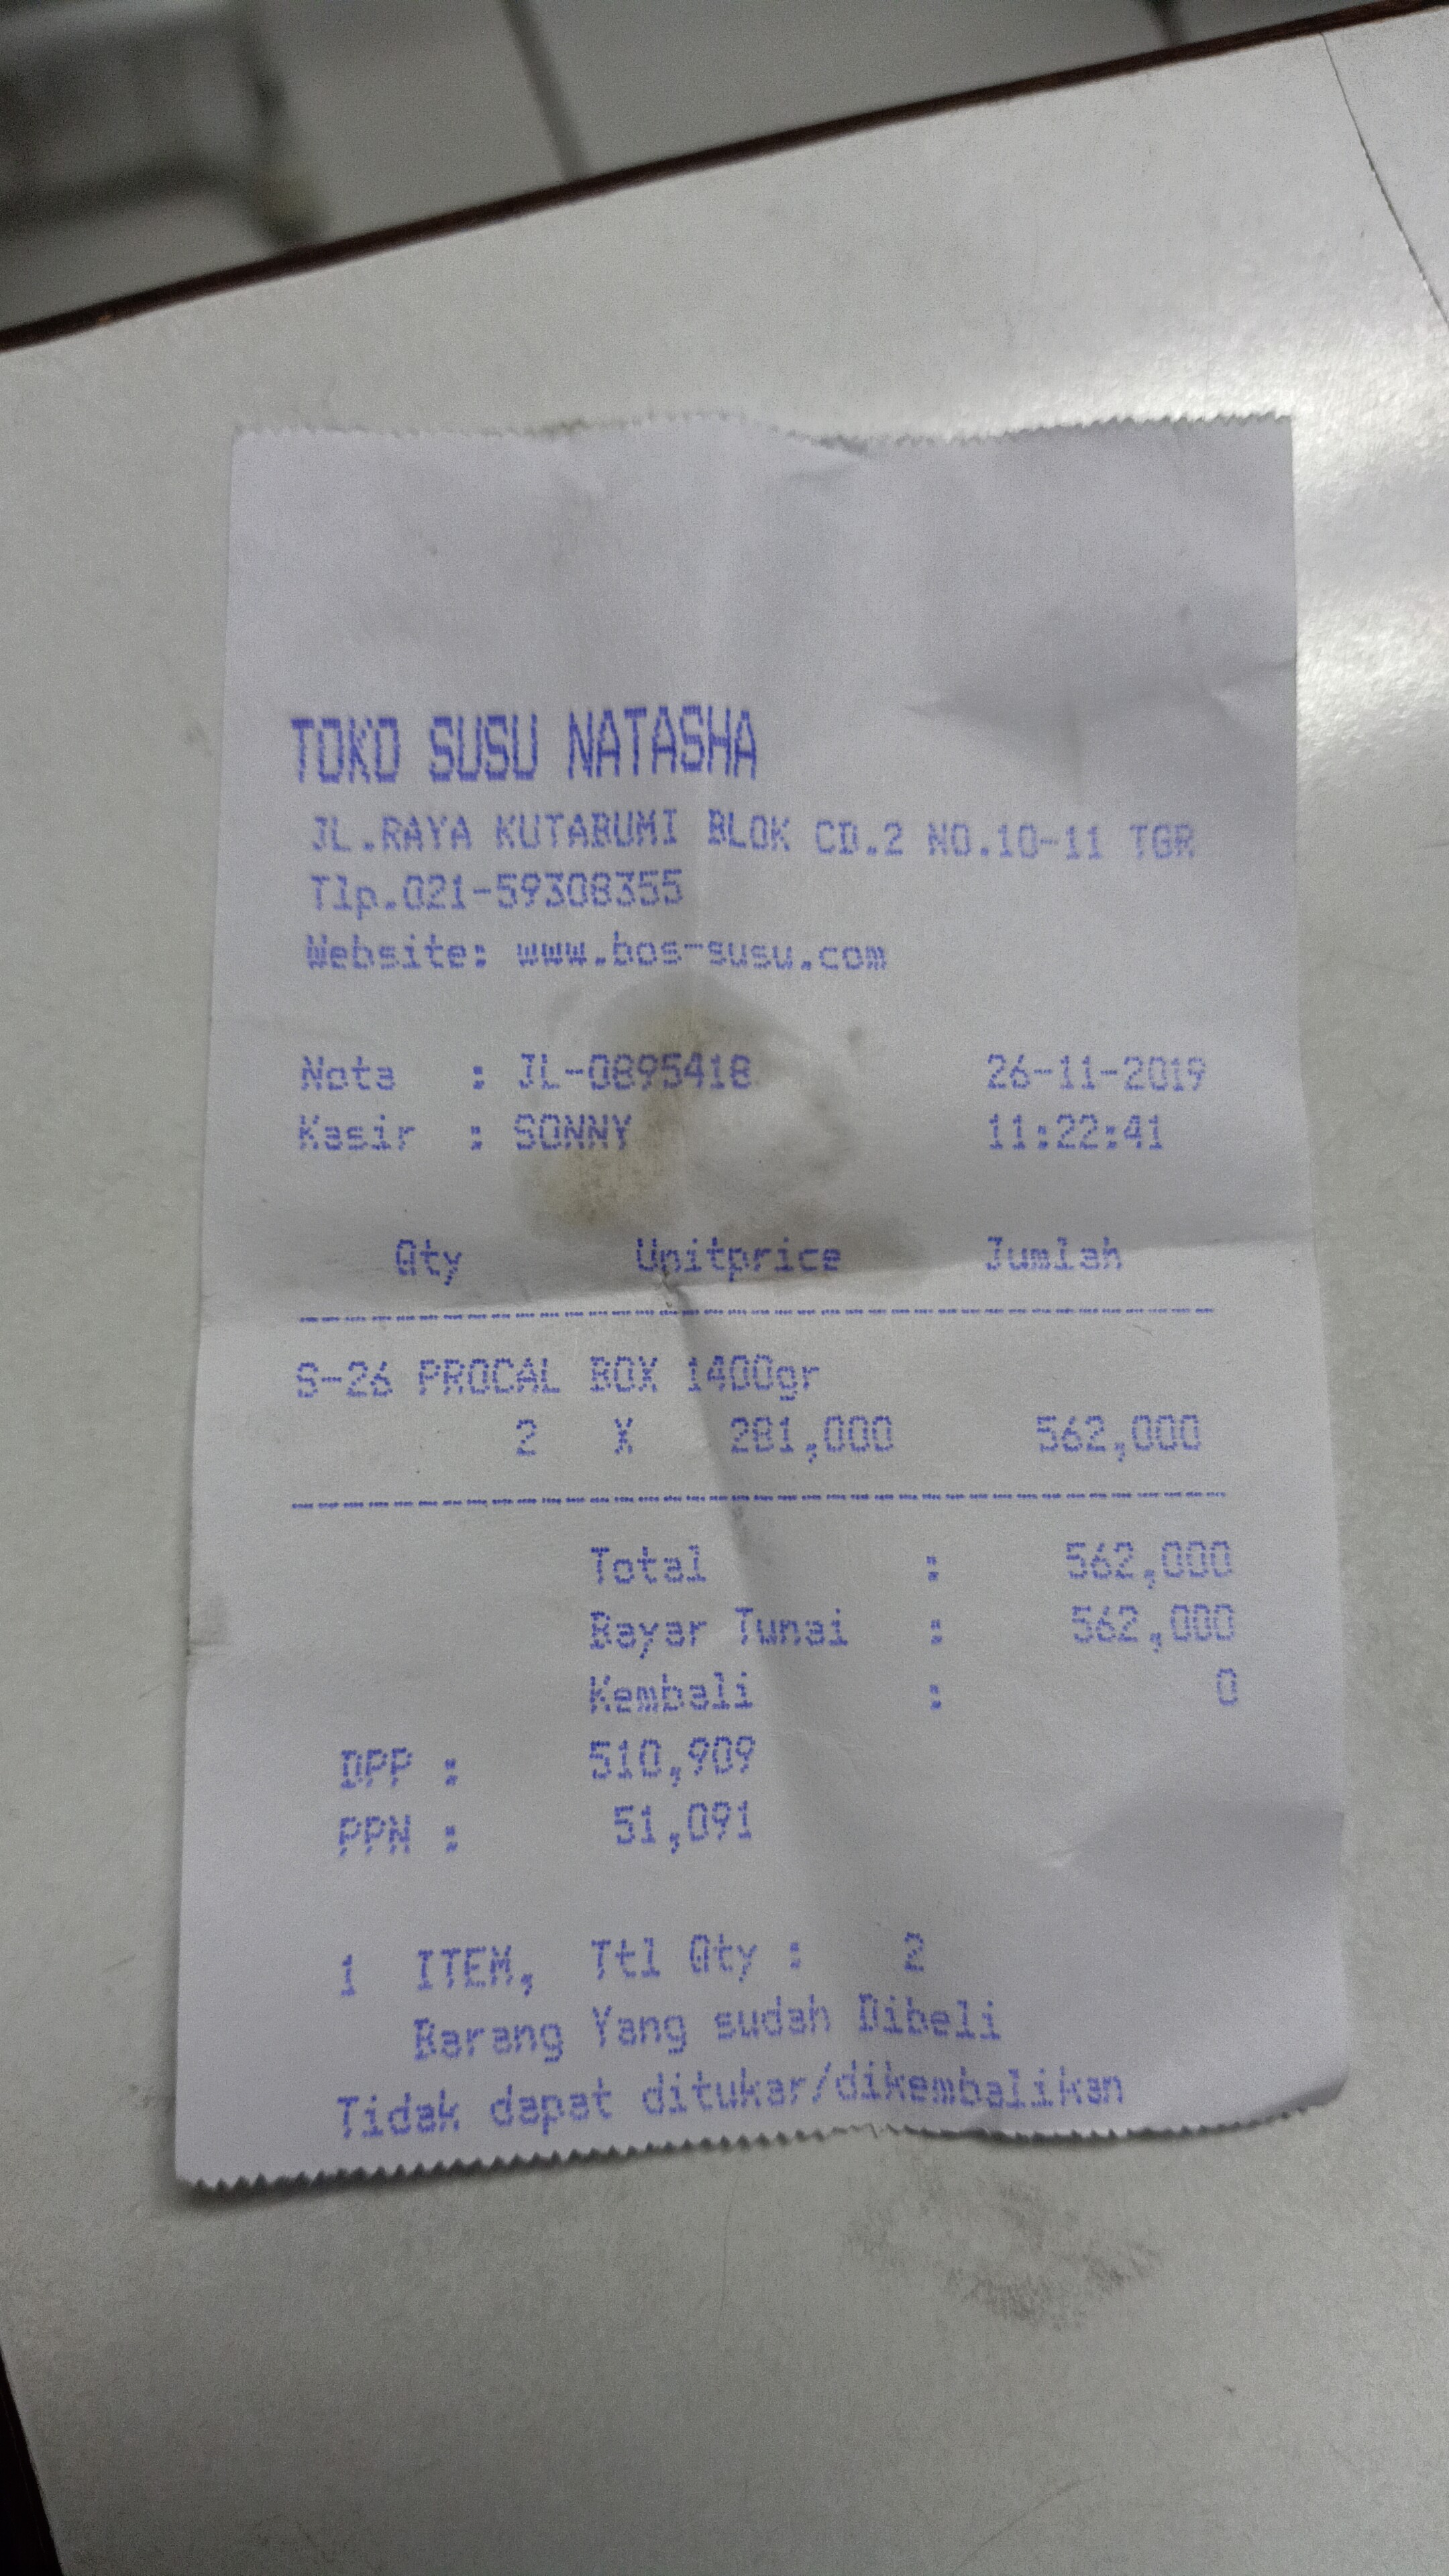 TOKO SUSU NATASHA
JL.RAYA KUTABUMI BLOK CD.2 NO.10-11 TGR
Tlp.021-59308355
Website: www.bos-susu.com
Nota : JL-0895418 26-11-2019
Kasir : SONNY 11:22:41
Qty Unitprice Jumlah
S-26 PROCAL BOX 1400gr
2 X 281,000 562,000
Total : 562,000
Bayar Tunai : 562,000
Kembali : 0
DPP : 510,909
PPN : 51,091
1 ITEM, Ttl Qty : 2
Barang Yang sudah Dibeli
Tidak dapat ditukar/dikembalikan